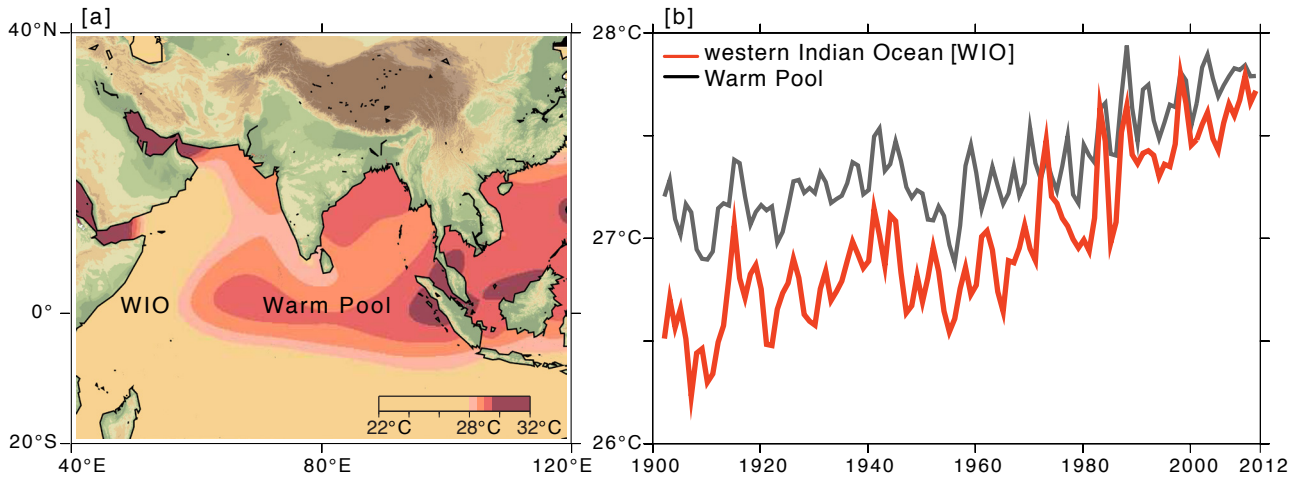 [a]
40°N
0°
20°S
WIO
Warm Pool
22°C 28°C 32°C
40°E 80°E 120°E
[b]
28°C
27°C
26°C
western Indian Ocean [WIO]
Warm Pool
1900 1920 1940 1960 1980 2000 2012